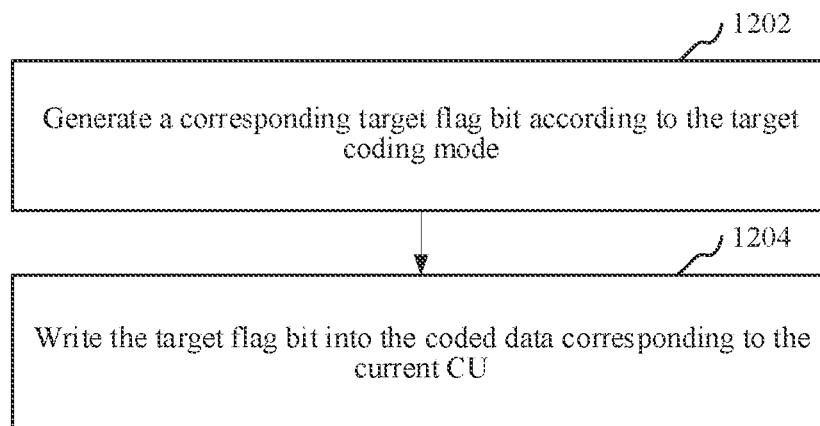 1202
Generate a corresponding target flag bit according to the target
coding mode
1204
Write the target flag bit into the coded data corresponding to the
current CU